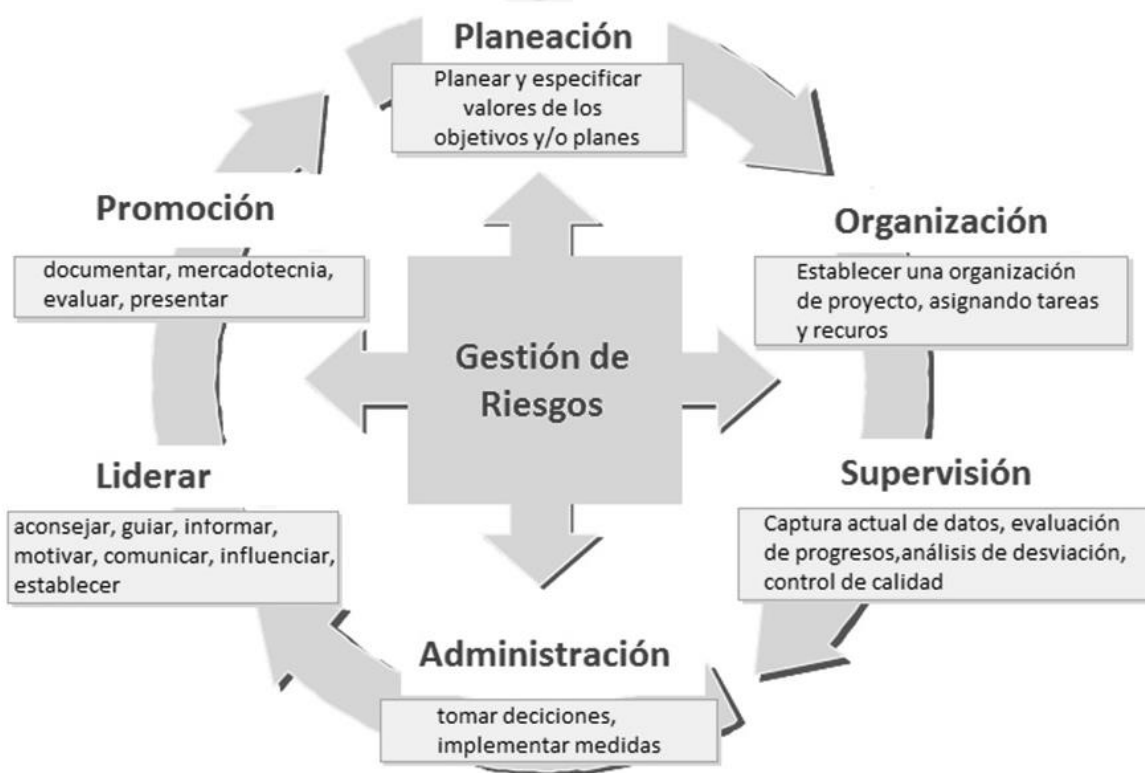 Planeación
Planear y especificar
valores de los
objetivos y/o planes
Organización
Establecer una organización
de proyecto, asignando tareas
y recuros
Supervisión
Captura actual de datos, evaluación
de progresos,análisis de desviación,
control de calidad
Administración
tomar deciciones,
implementar medidas
Liderar
aconsejar, guiar, informar,
motivar, comunicar, influenciar,
establecer
Promoción
documentar, mercadotecnia,
evaluar, presentar
Gestión de
Riesgos